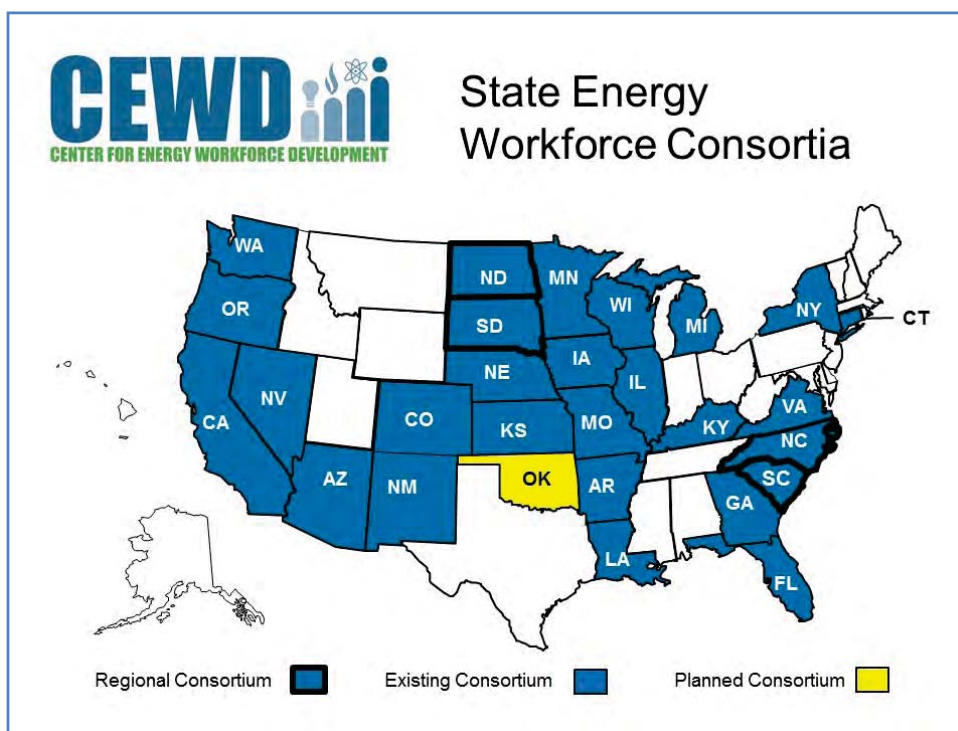 CEWD
CENTER FOR ENERGY WORKFORCE DEVELOPMENT
State Energy
Workforce Consortia
WA
ND
MN
OR
SD
WI
MI
NY
CT
IA
NE
IL
NV
CO
KS
MO
KY
VA
CA
NC
AZ
NM
OK
AR
SC
GA
LA
FL
Regional Consortium
Existing Consortium
Planned Consortium